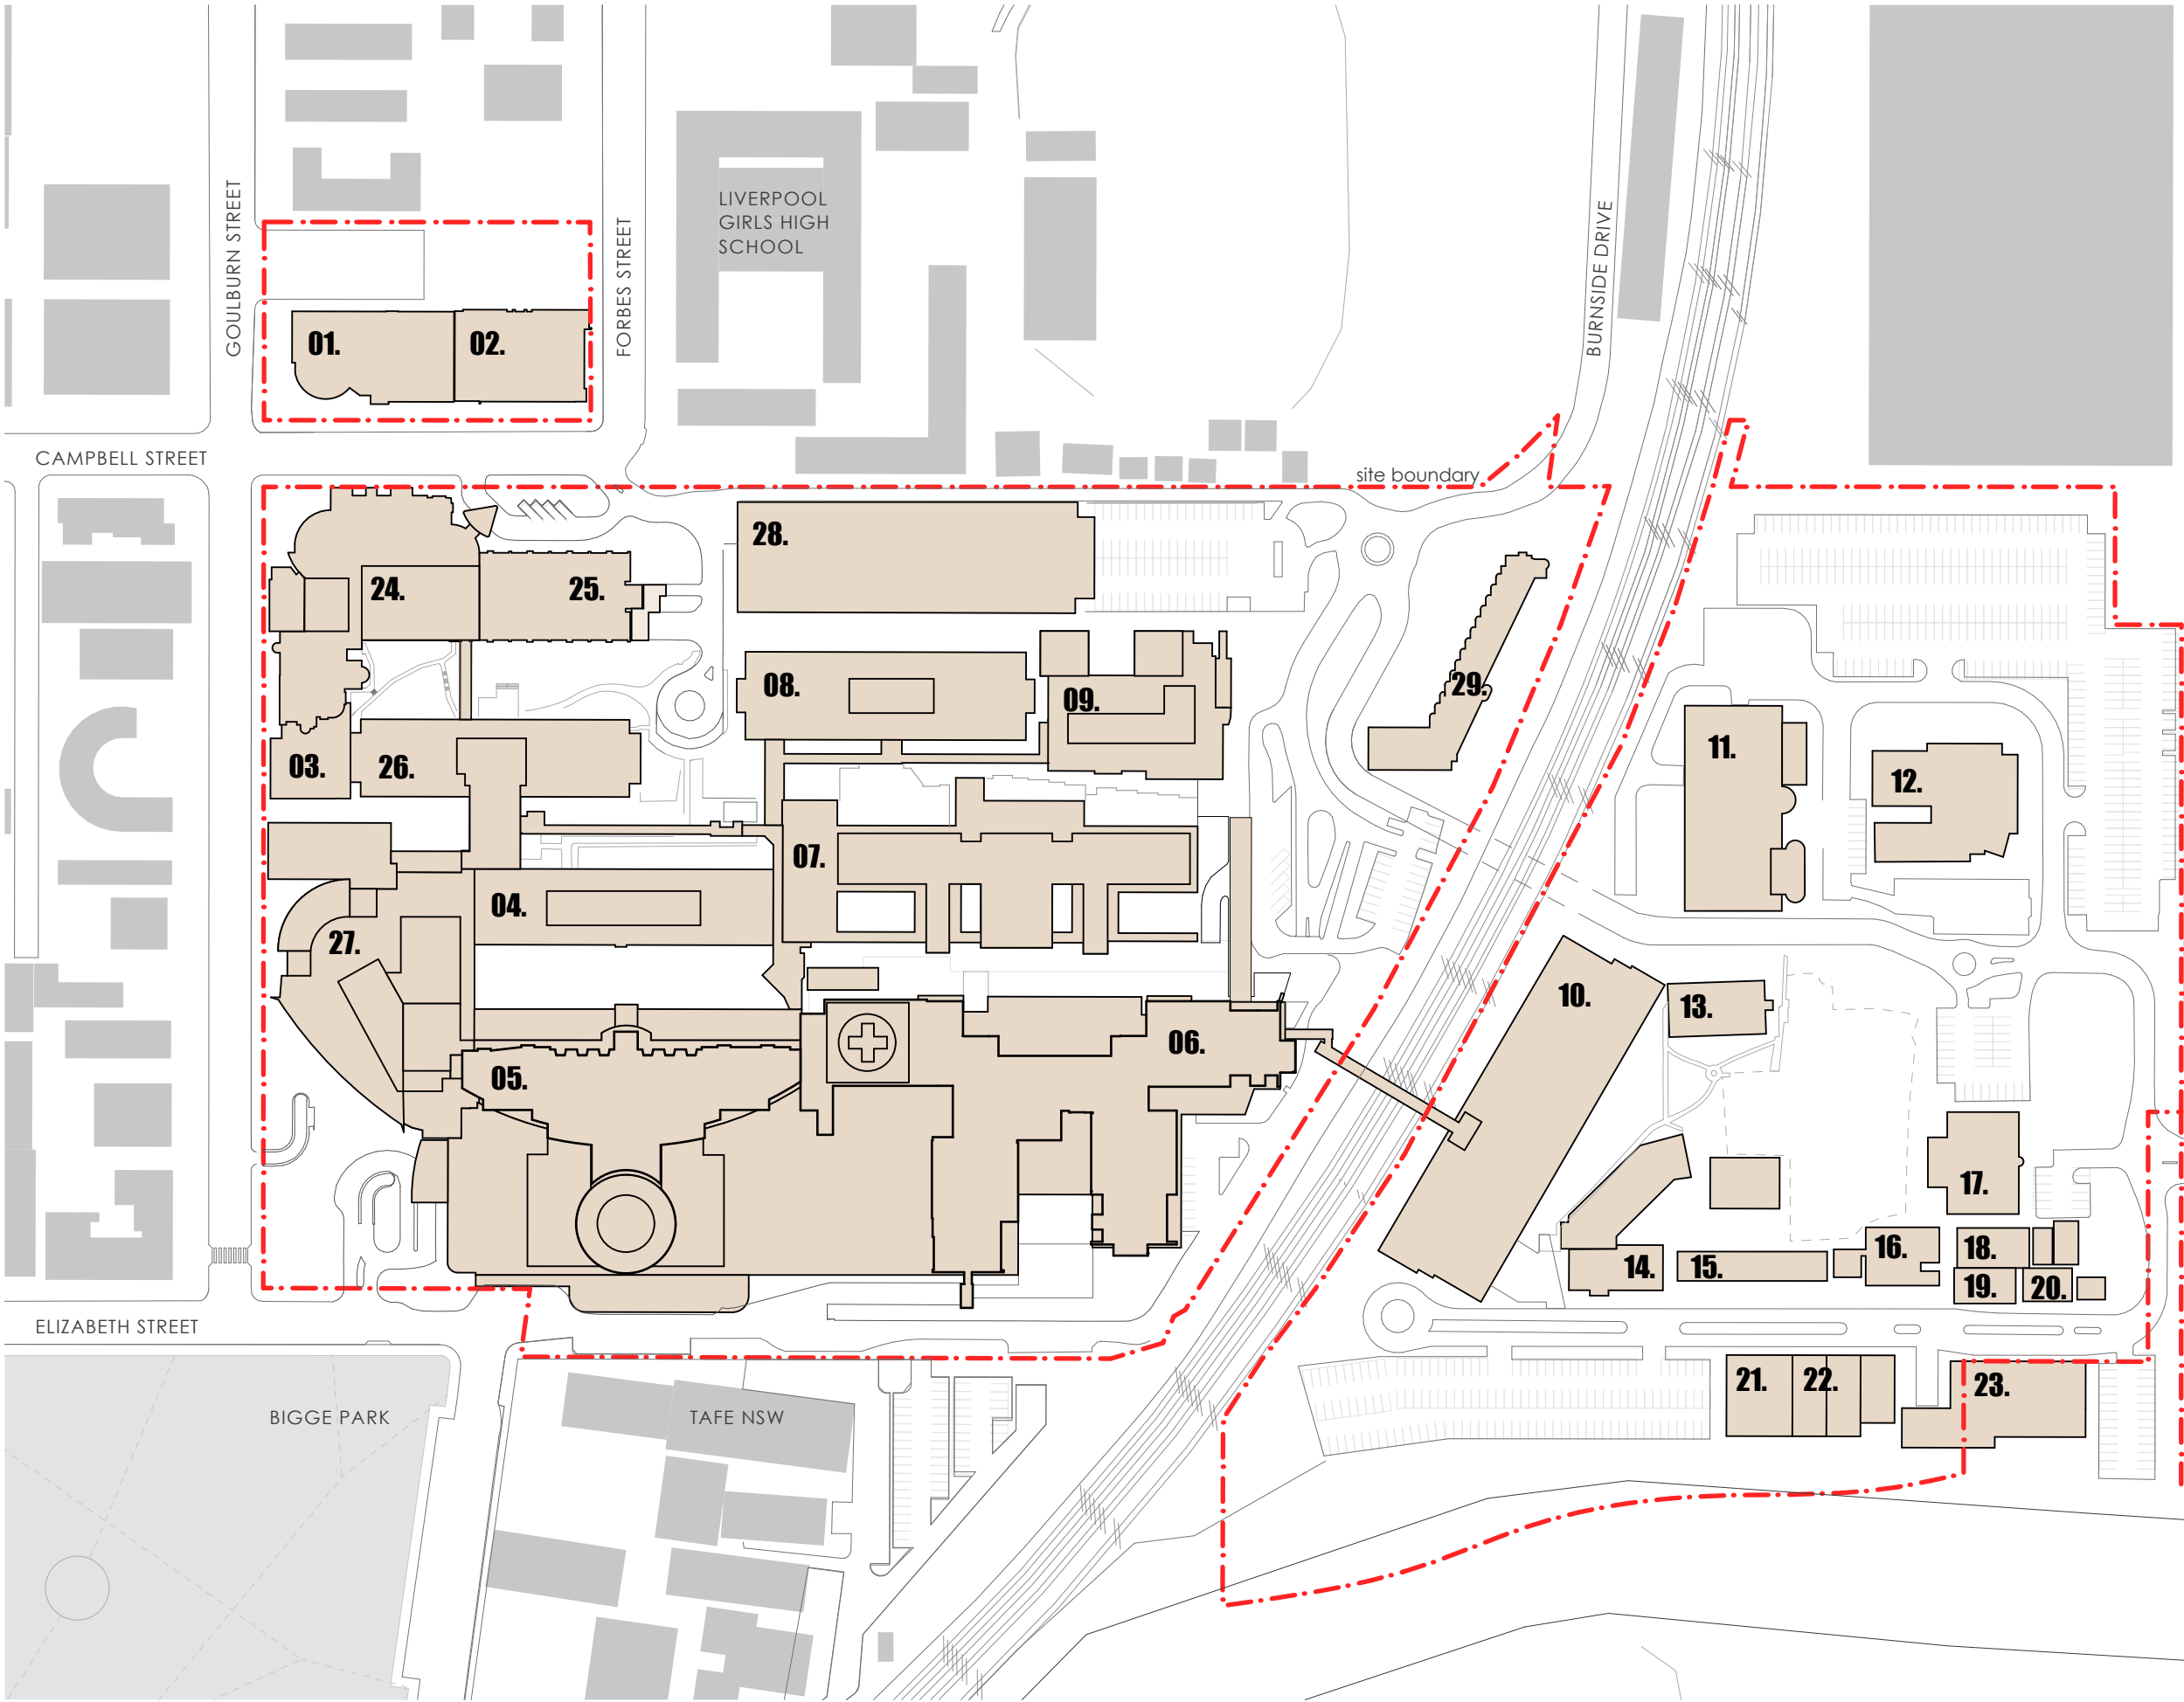 LIVERPOOL
GIRLS HIGH
SCHOOL
GOULBURN STREET
FORBES STREET
BURNSIDE DRIVE
01.
02.
CAMPBELL STREET
site boundary
28.
24.
25.
08.
09.
29.
03.
26.
11.
12.
07.
04.
27.
10.
13.
06.
05.
17.
16.
18.
14.
15.
19.
20.
ELIZABETH STREET
21.
22.
23.
BIGGE PARK
TAFE NSW